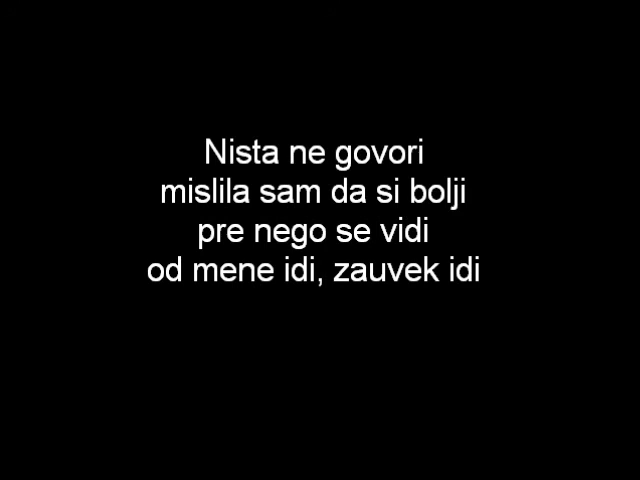 Nista ne govori
mislila sam da si bolji
pre nego se vidi
od mene idi, zauvek idi